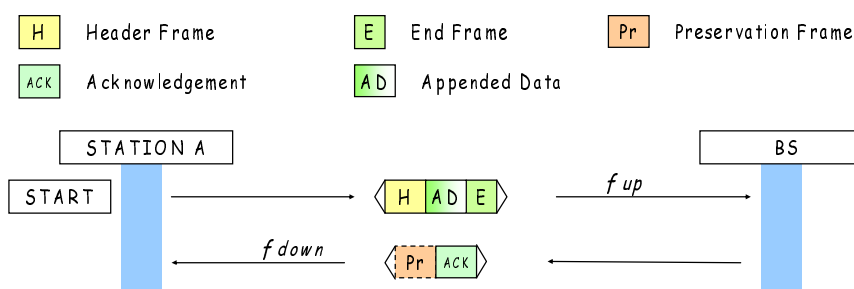 H Header Frame E End Frame Pr Preservation Frame
ACK Acknowledgement AD Appended Data
STATION A BS
START H AD E f up
f down Pr ACK